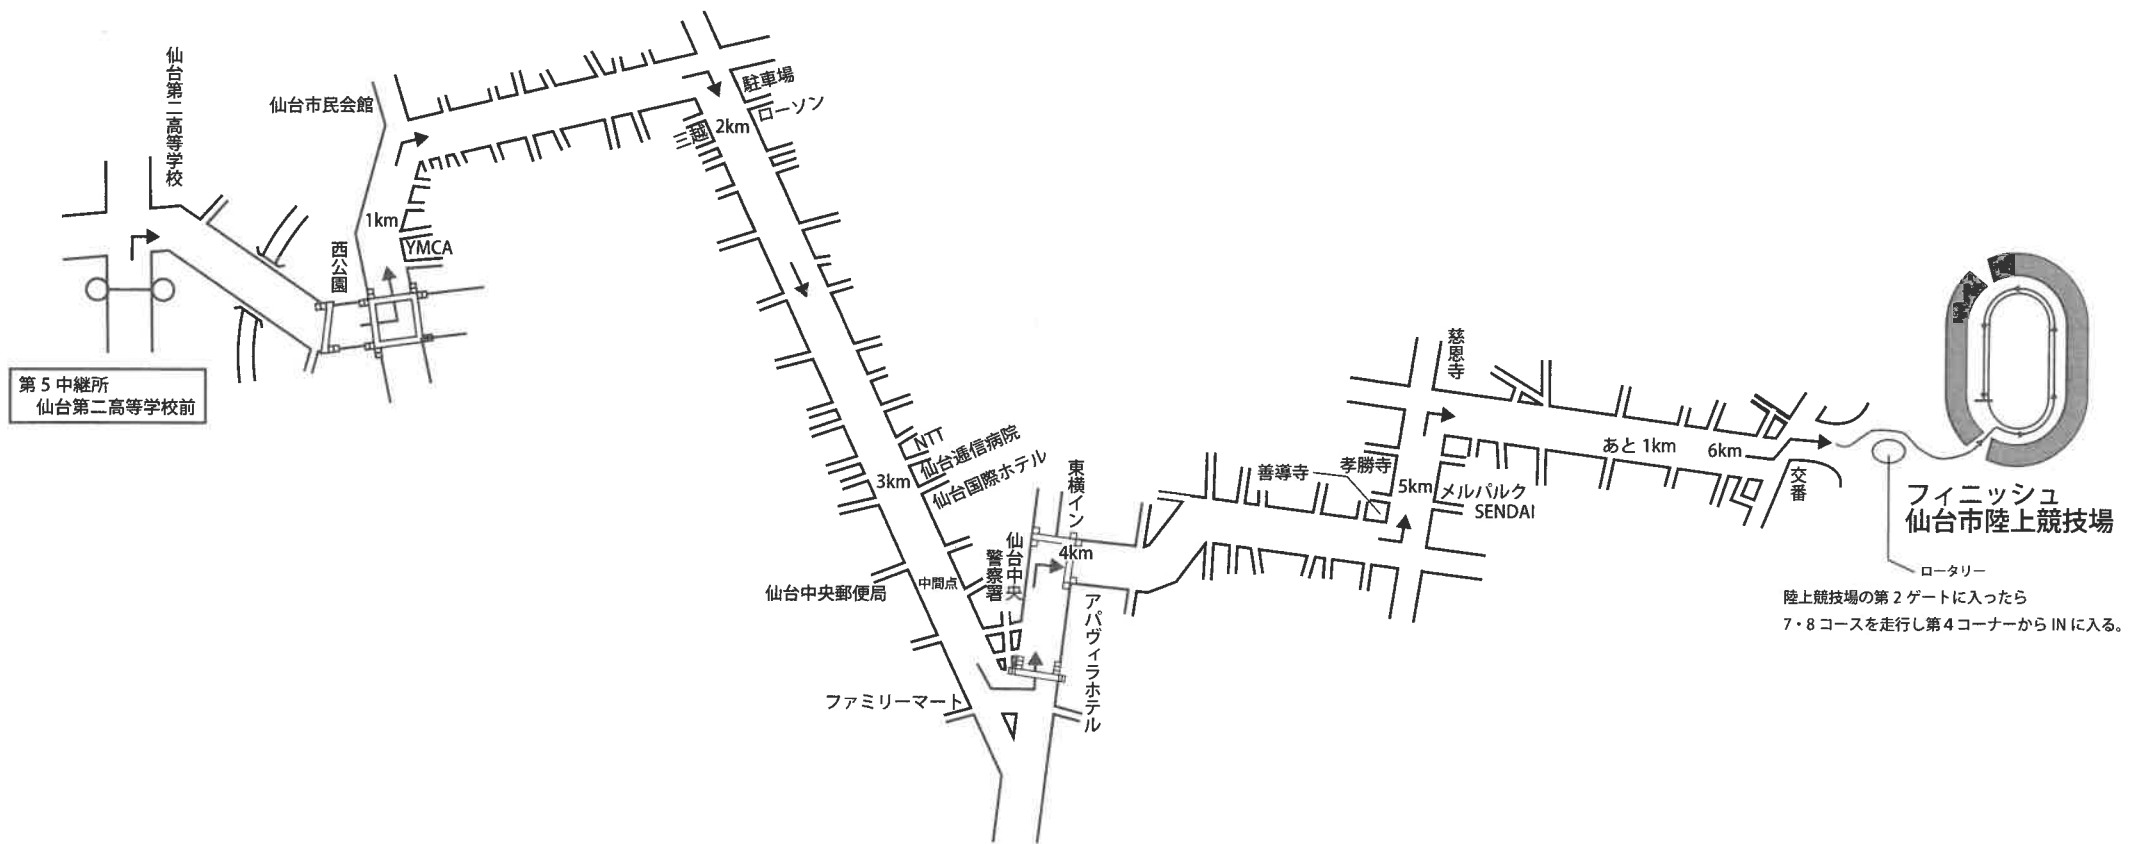 仙台第二高等学校
第5中継所
仙台第二高等学校前
西公園
YMCA
1km
仙台市民会館
駐車場
ローソン
三越
2km
NTT
仙台逓信病院
仙台国際ホテル
3km
中間点
仙台中央郵便局
ファミリーマート
仙台中央
警察署
東横イン
4km
アパヴィラホテル
善導寺
孝勝寺
5km
メルパルク
SENDAI
慈恩寺
あと1km
6km
交番
フィニッシュ
仙台市陸上競技場
ロータリー
陸上競技場の第2ゲートに入ったら
7・8コースを走行し第4コーナーからINに入る。